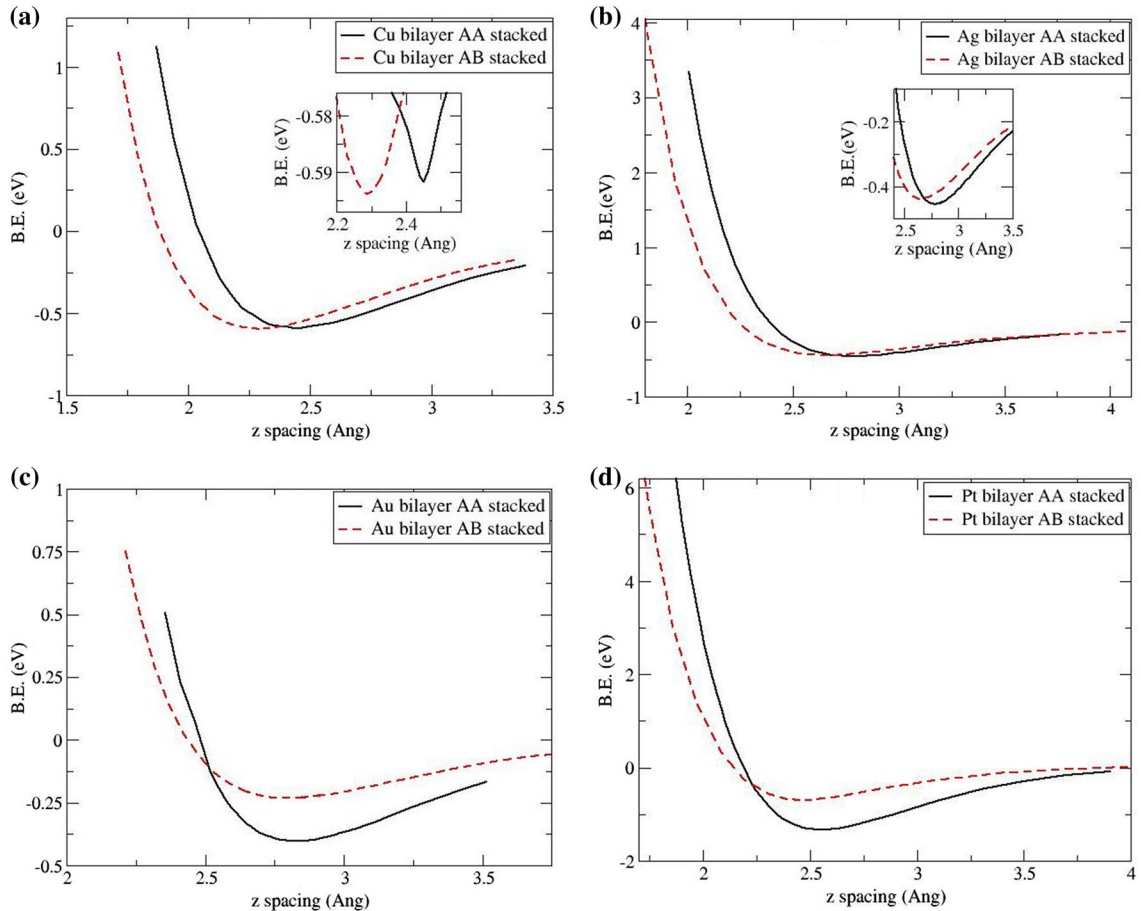 (a)
Cu bilayer AA stacked
Cu bilayer AB stacked
1
0.5
0
-0.5
-1
B.E. (eV)
-0.58
-0.59
B.E. (eV)
2.2
2.4
z spacing (Ang)
1.5
2
2.5
3
3.5
z spacing (Ang)
(b)
Ag bilayer AA stacked
Ag bilayer AB stacked
4
3
2
1
0
-1
B.E.(eV)
-0.2
-0.4
B.E.(eV)
2.5
3
3.5
z spacing (Ang)
2
2.5
3
3.5
4
z spacing (Ang)
(c)
Au bilayer AA stacked
Au bilayer AB stacked
1
0.75
0.5
0.25
0
-0.25
-0.5
B.E. (eV)
2
2.5
3
3.5
z spacing (Ang)
(d)
Pt bilayer AA stacked
Pt bilayer AB stacked
6
4
2
0
-2
B.E. (eV)
2
2.5
3
3.5
4
z spacing (Ang)